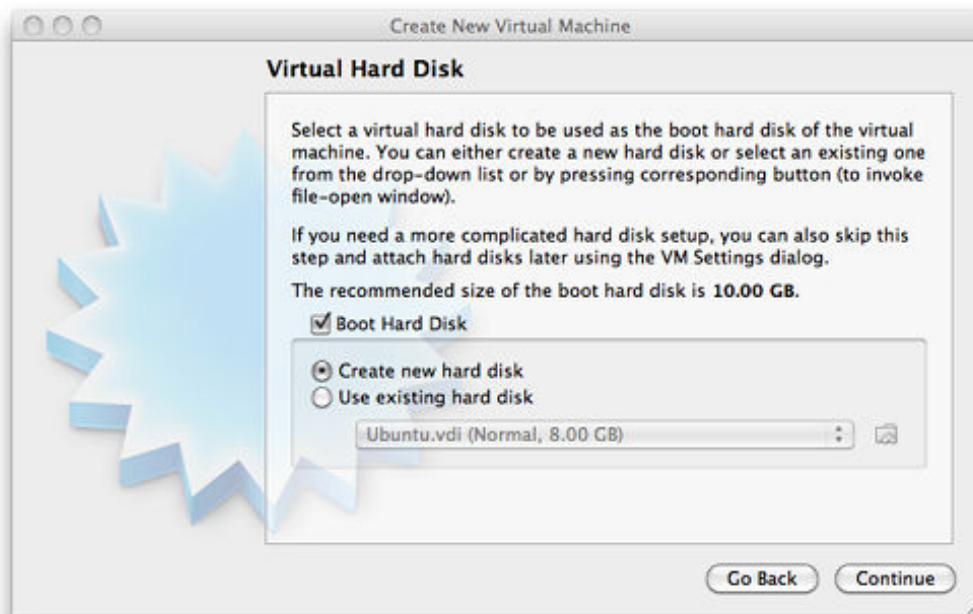 Create New Virtual Machine
Virtual Hard Disk
Select a virtual hard disk to be used as the boot hard disk of the virtual
machine. You can either create a new hard disk or select an existing one
from the drop-down list or by pressing corresponding button (to invoke
file-open window).
If you need a more complicated hard disk setup, you can also skip this
step and attach hard disks later using the VM Settings dialog.
The recommended size of the boot hard disk is 10.00 GB.
Boot Hard Disk
Create new hard disk
Use existing hard disk
Ubuntu.vdi (Normal, 8.00 GB)
Go Back
Continue